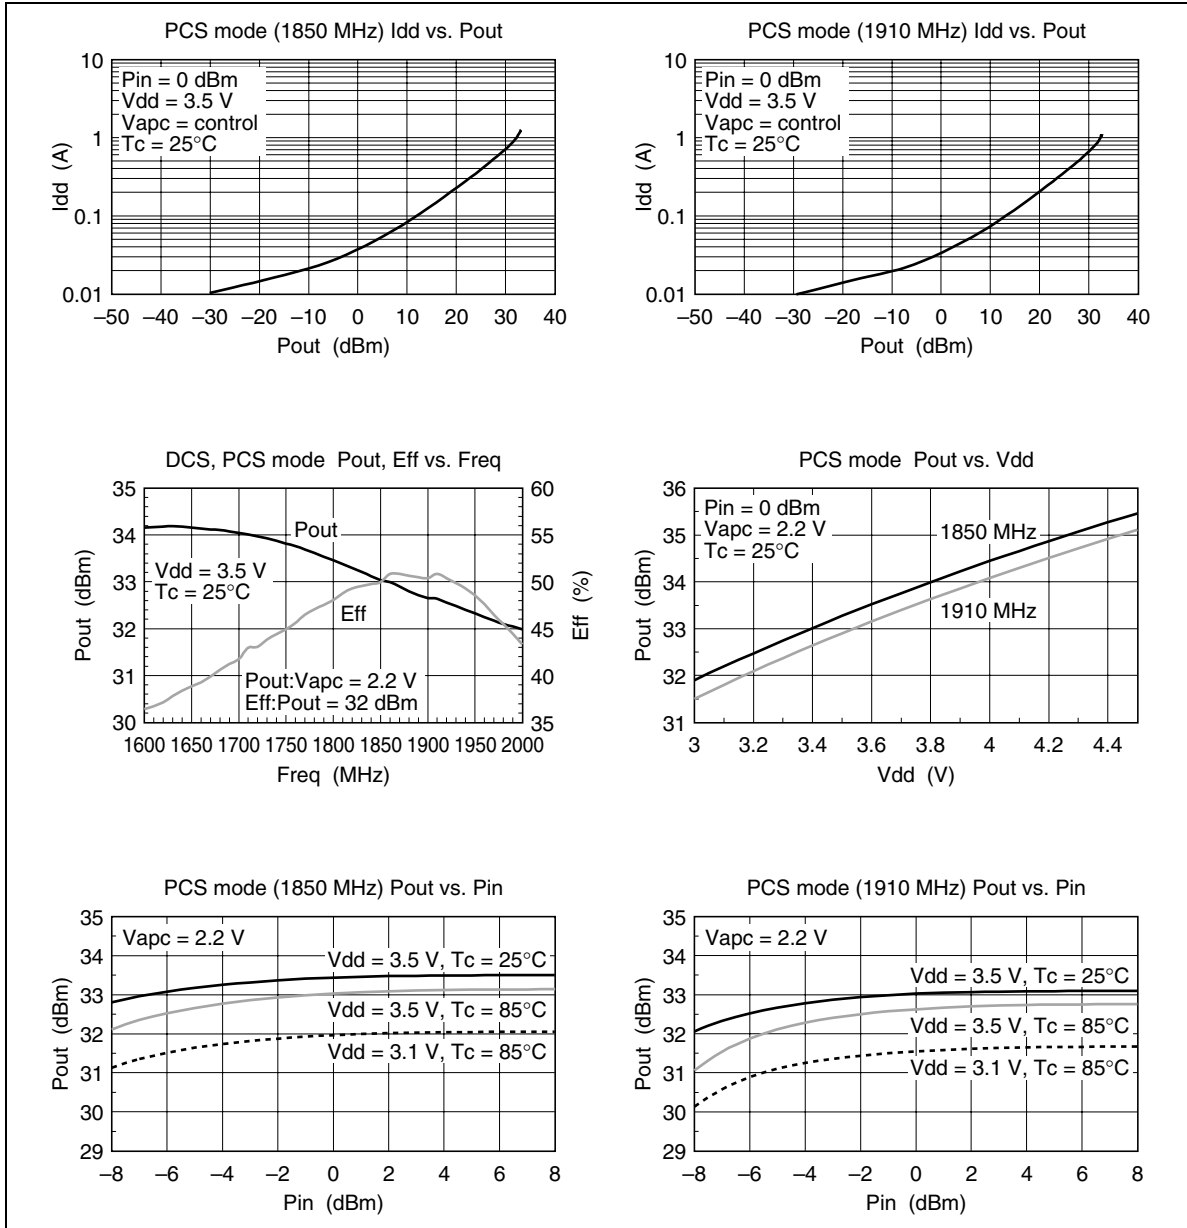 PCS mode (1850 MHz) Idd vs. Pout
10
1
0.1
0.01
Idd (A)
Pin = 0 dBm
Vdd = 3.5 V
Vapc = control
Tc = 25°C
–50 –40 –30 –20 –10 0 10 20 30 40
Pout (dBm)
PCS mode (1910 MHz) Idd vs. Pout
10
1
0.1
0.01
Idd (A)
Pin = 0 dBm
Vdd = 3.5 V
Vapc = control
Tc = 25°C
–50 –40 –30 –20 –10 0 10 20 30 40
Pout (dBm)
DCS, PCS mode Pout, Eff vs. Freq
35
34
33
32
31
30
Pout (dBm)
Pout
Vdd = 3.5 V
Tc = 25°C
Eff
Pout:Vapc = 2.2 V
Eff:Pout = 32 dBm
60
55
50
45
40
35
Eff (%)
1600 1650 1700 1750 1800 1850 1900 1950 2000
Freq (MHz)
PCS mode Pout vs. Vdd
36
35
34
33
32
31
Pout (dBm)
Pin = 0 dBm
Vapc = 2.2 V
Tc = 25°C
1850 MHz
1910 MHz
3 3.2 3.4 3.6 3.8 4 4.2 4.4
Vdd (V)
PCS mode (1850 MHz) Pout vs. Pin
35
34
33
32
31
30
29
Pout (dBm)
Vapc = 2.2 V
Vdd = 3.5 V, Tc = 25°C
Vdd = 3.5 V, Tc = 85°C
Vdd = 3.1 V, Tc = 85°C
–8 –6 –4 –2 0 2 4 6 8
Pin (dBm)
PCS mode (1910 MHz) Pout vs. Pin
35
34
33
32
31
30
29
Pout (dBm)
Vapc = 2.2 V
Vdd = 3.5 V, Tc = 25°C
Vdd = 3.5 V, Tc = 85°C
Vdd = 3.1 V, Tc = 85°C
–8 –6 –4 –2 0 2 4 6 8
Pin (dBm)